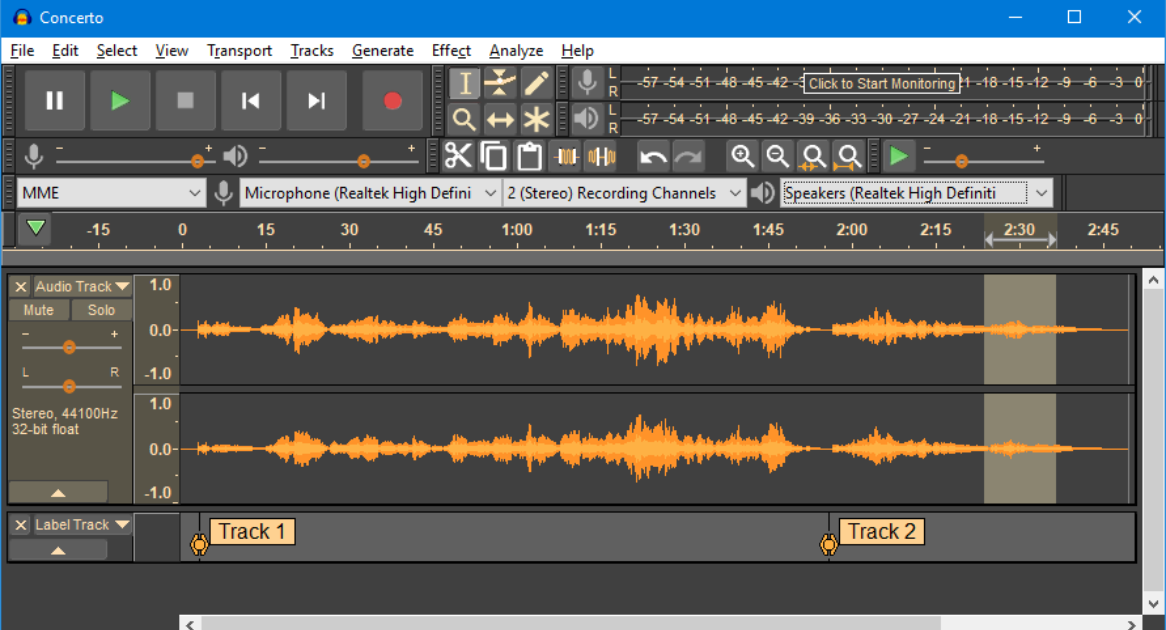 Concerto
File Edit Select View Transport Tracks Generate Effect Analyze Help
L
R
-57 -54 -51 -48 -45 -42 -3 Click to Start Monitoring 1 -18 -15 -12 -9 -6 -3 0
L
R
-57 -54 -51 -48 -45 -42 -39 -36 -33 -30 -27 -24 -21 -18 -15 -12 -9 -6 -3 0
- + - + - +
MME Microphone (Realtek High Defini 2 (Stereo) Recording Channels Speakers (Realtek High Definiti
-15 0 15 30 45 1:00 1:15 1:30 1:45 2:00 2:15 2:30 2:45
Audio Track 1.0
Mute Solo
- + 0.0
L R -1.0
Stereo, 44100Hz 1.0
32-bit float
0.0
-1.0
Label Track Track 1 Track 2